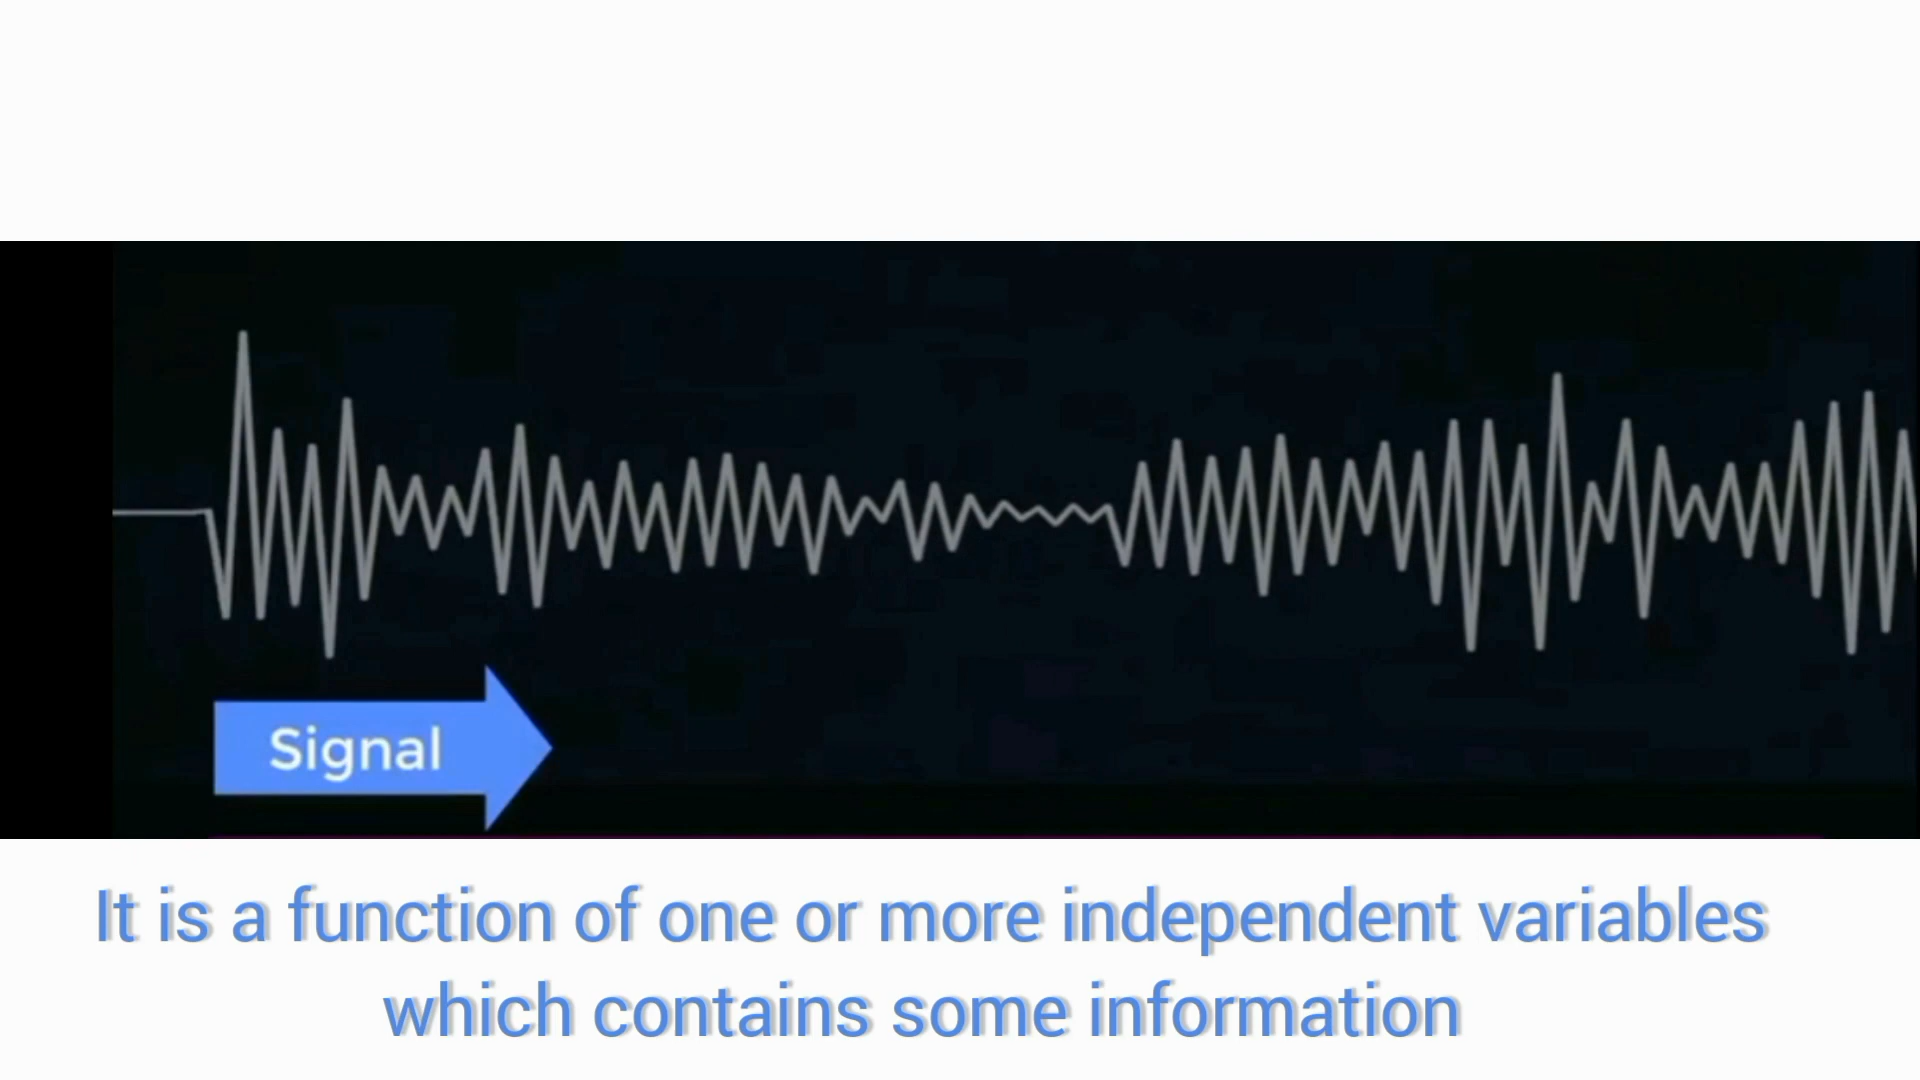 Signal
It is a function of one or more independent variables
which contains some information